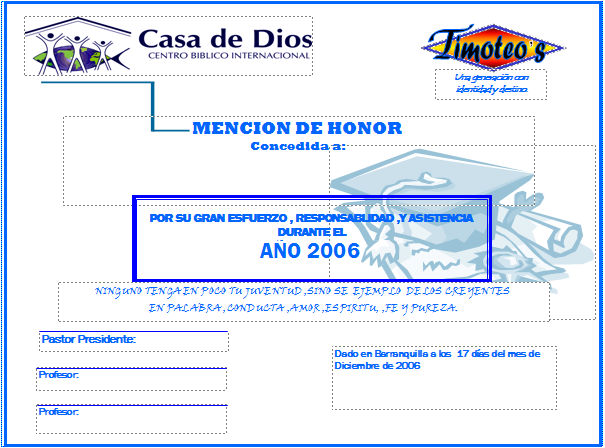 Casa de Dios
CENTRO BIBLICO INTERNACIONAL
Timoteo's
Una generación con
identidad y destino.
MENCION DE HONOR
Concedida a:
POR SU GRAN ESFUERZO , RESPONSABLIDAD ,Y ASISTENCIA
DURANTE EL
AÑO 2006
NINGUNO TENGA EN POCO TU JUVENTUD ,SINO SE EJEMPLO DE LOS CREYENTES
EN PALABRA ,CONDUCTA ,AMOR ,ESPIRITU, ,FE Y PUREZA.
Pastor Presidente:
Profesor:
Profesor:
Dado en Barranquilla a los 17 días del mes de
Diciembre de 2006